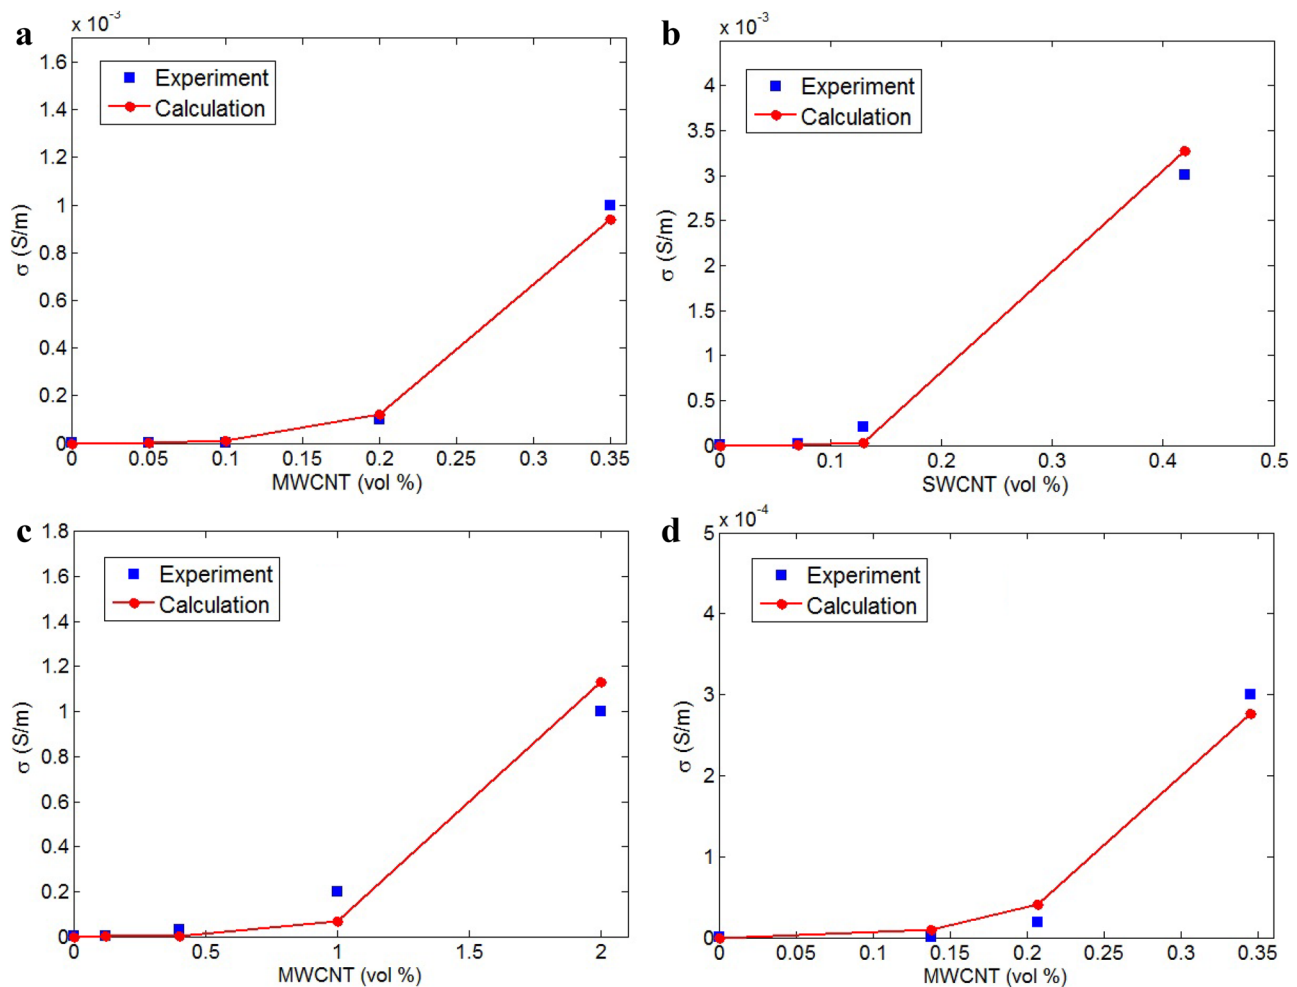 a
x 10-3
1.6
1.4
1.2
1
0.8
0.6
0.4
0.2
0
σ (S/m)
Experiment
Calculation
0 0.05 0.1 0.15 0.2 0.25 0.3 0.35
MWCNT (vol %)
b
x 10-3
4
3.5
3
2.5
2
1.5
1
0.5
0
σ (S/m)
Experiment
Calculation
0 0.1 0.2 0.3 0.4 0.5
SWCNT (vol %)
c
1.8
1.6
1.4
1.2
1
0.8
0.6
0.4
0.2
0
σ (S/m)
Experiment
Calculation
0 0.5 1 1.5 2
MWCNT (vol %)
d
x 10-4
5
4
3
2
1
0
σ (S/m)
Experiment
Calculation
0 0.05 0.1 0.15 0.2 0.25 0.3 0.35
MWCNT (vol %)